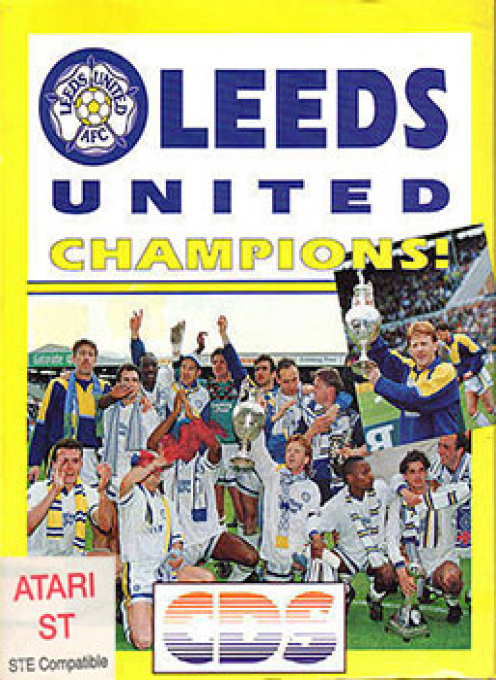 LEEDS UNITED
AFC
LEEDS
UNITED
CHAMPIONS!
ATARI
ST
STE Compatible
CDS